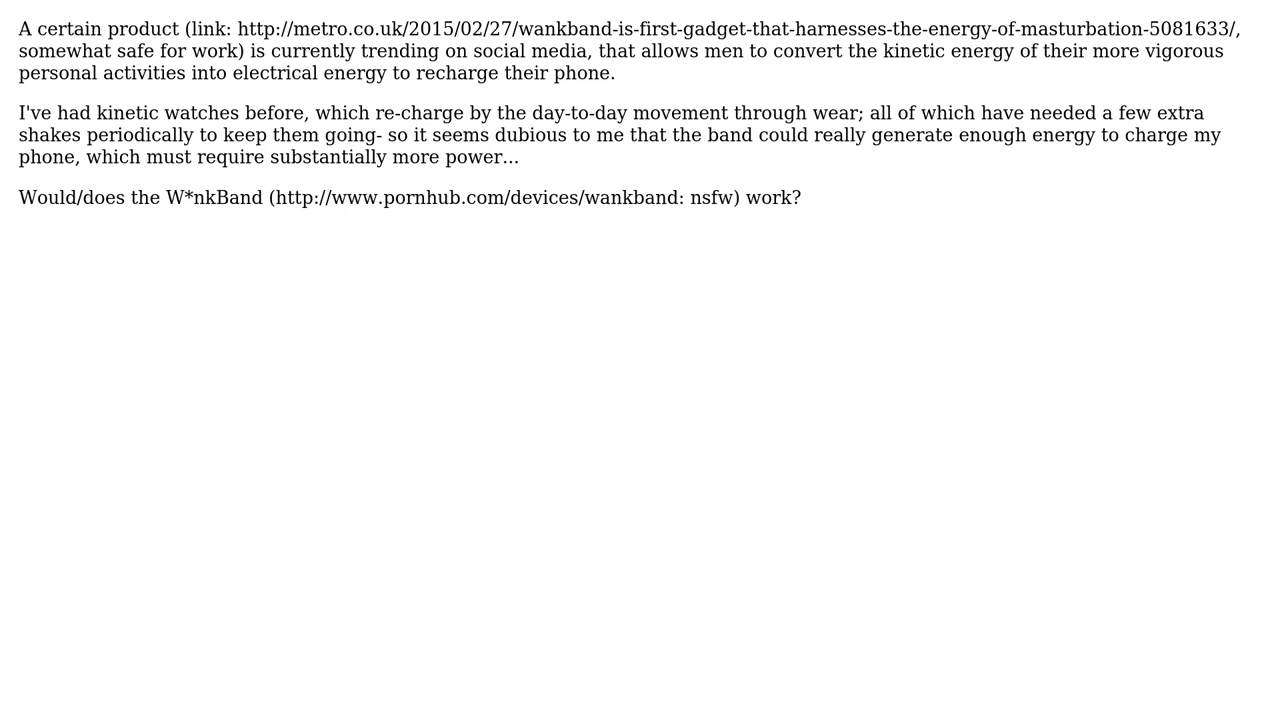 A certain product (link: http://metro.co.uk/2015/02/27/wankband-is-first-gadget-that-harnesses-the-energy-of-masturbation-5081633/,
somewhat safe for work) is currently trending on social media, that allows men to convert the kinetic energy of their more vigorous
personal activities into electrical energy to recharge their phone.
I've had kinetic watches before, which re-charge by the day-to-day movement through wear; all of which have needed a few extra
shakes periodically to keep them going- so it seems dubious to me that the band could really generate enough energy to charge my
phone, which must require substantially more power...
Would/does the W*nkBand (http://www.pornhub.com/devices/wankband: nsfw) work?